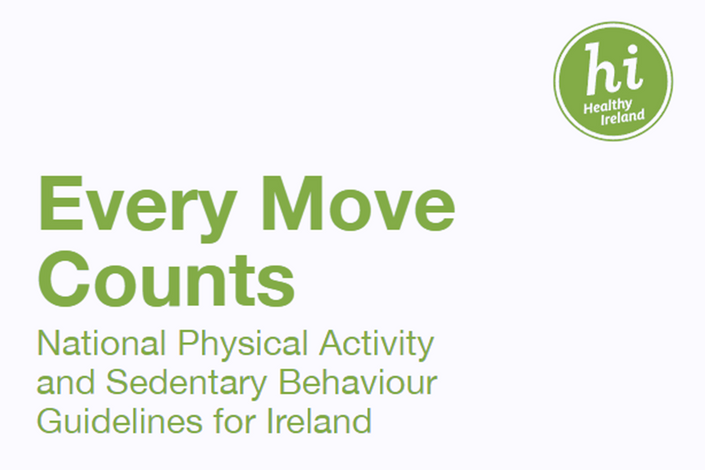 hi
Healthy
Ireland
Every Move
Counts
National Physical Activity
and Sedentary Behaviour
Guidelines for Ireland